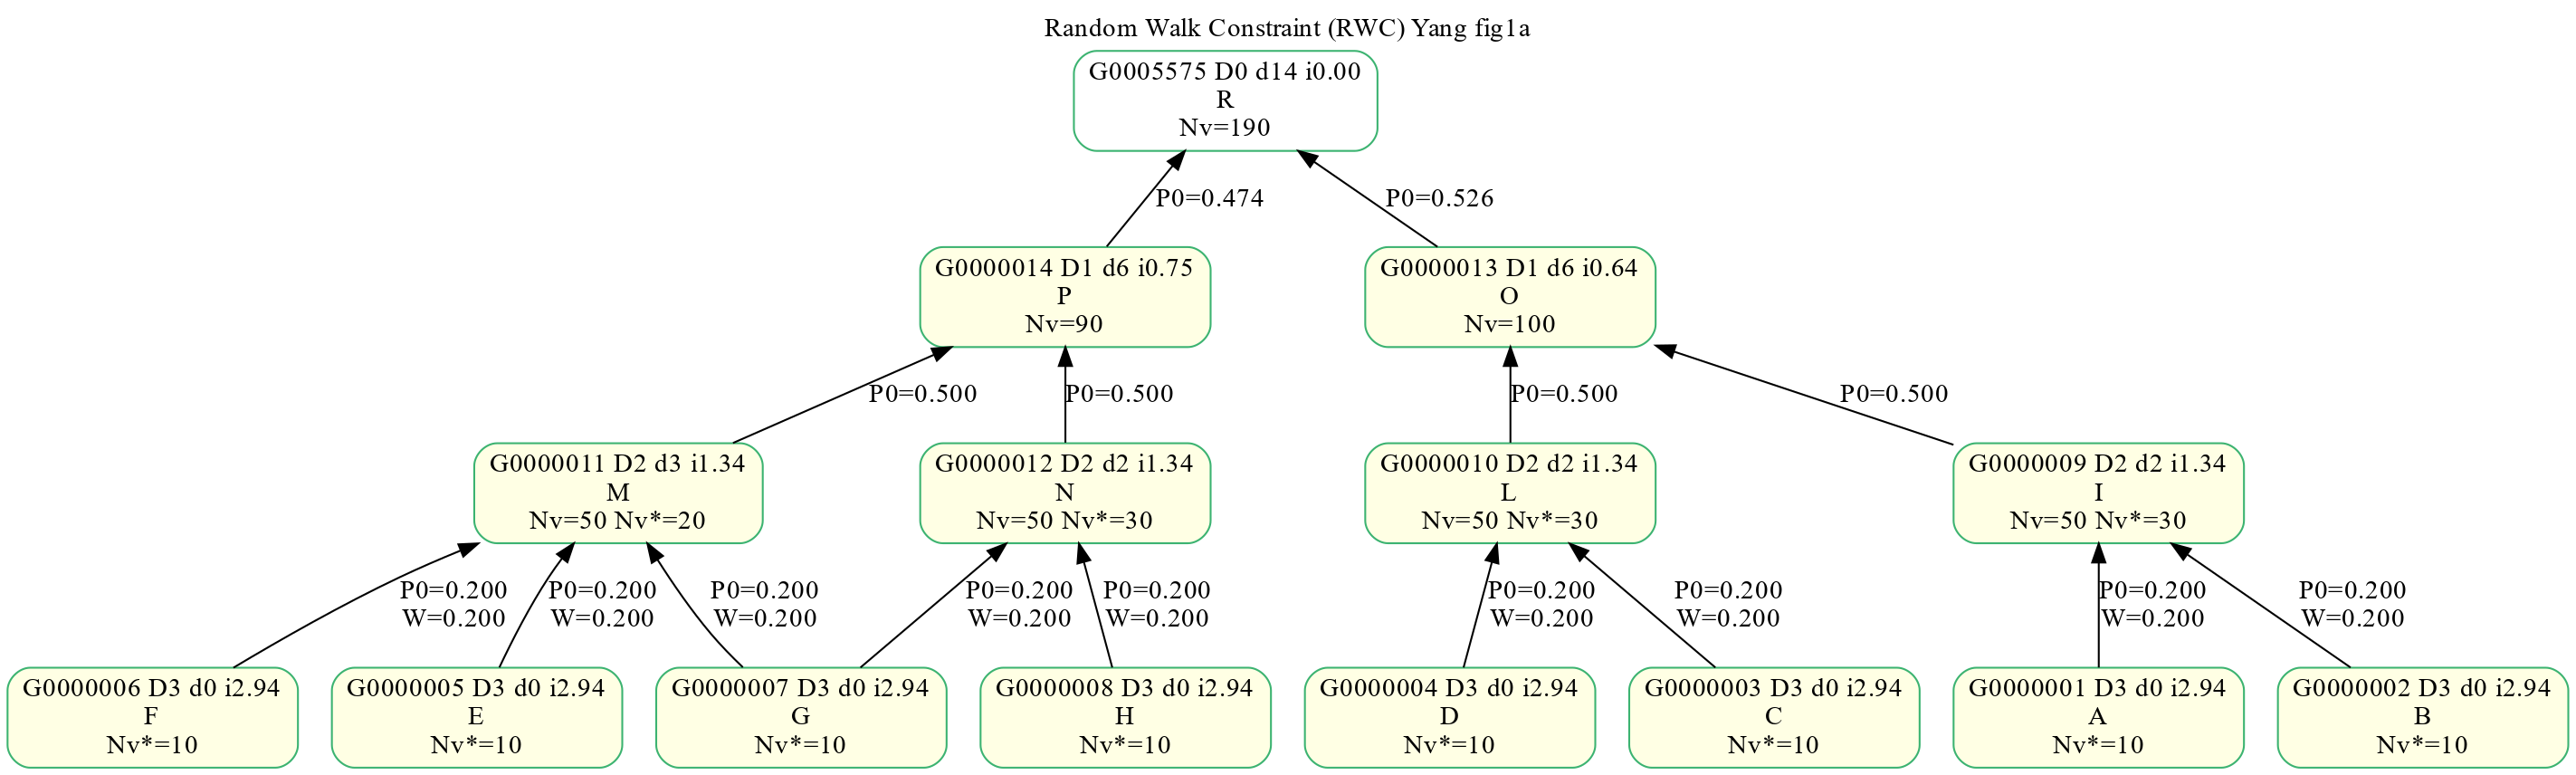 Random Walk Constraint (RWC) Yang fig1a
G0005575 D0 d14 i0.00
R
Nv=190
P0=0.474
P0=0.526
G0000014 D1 d6 i0.75
P
Nv=90
G0000013 D1 d6 i0.64
O
Nv=100
P0=0.500
P0=0.500
P0=0.500
P0=0.500
G0000011 D2 d3 i1.34
M
Nv=50 Nv*=20
G0000012 D2 d2 i1.34
N
Nv=50 Nv*=30
G0000010 D2 d2 i1.34
L
Nv=50 Nv*=30
G0000009 D2 d2 i1.34
I
Nv=50 Nv*=30
P0=0.200
W=0.200
P0=0.200
W=0.200
P0=0.200
W=0.200
P0=0.200
W=0.200
P0=0.200
W=0.200
P0=0.200
W=0.200
P0=0.200
W=0.200
P0=0.200
W=0.200
P0=0.200
W=0.200
G0000006 D3 d0 i2.94
F
Nv*=10
G0000005 D3 d0 i2.94
E
Nv*=10
G0000007 D3 d0 i2.94
G
Nv*=10
G0000008 D3 d0 i2.94
H
Nv*=10
G0000004 D3 d0 i2.94
D
Nv*=10
G0000003 D3 d0 i2.94
C
Nv*=10
G0000001 D3 d0 i2.94
A
Nv*=10
G0000002 D3 d0 i2.94
B
Nv*=10